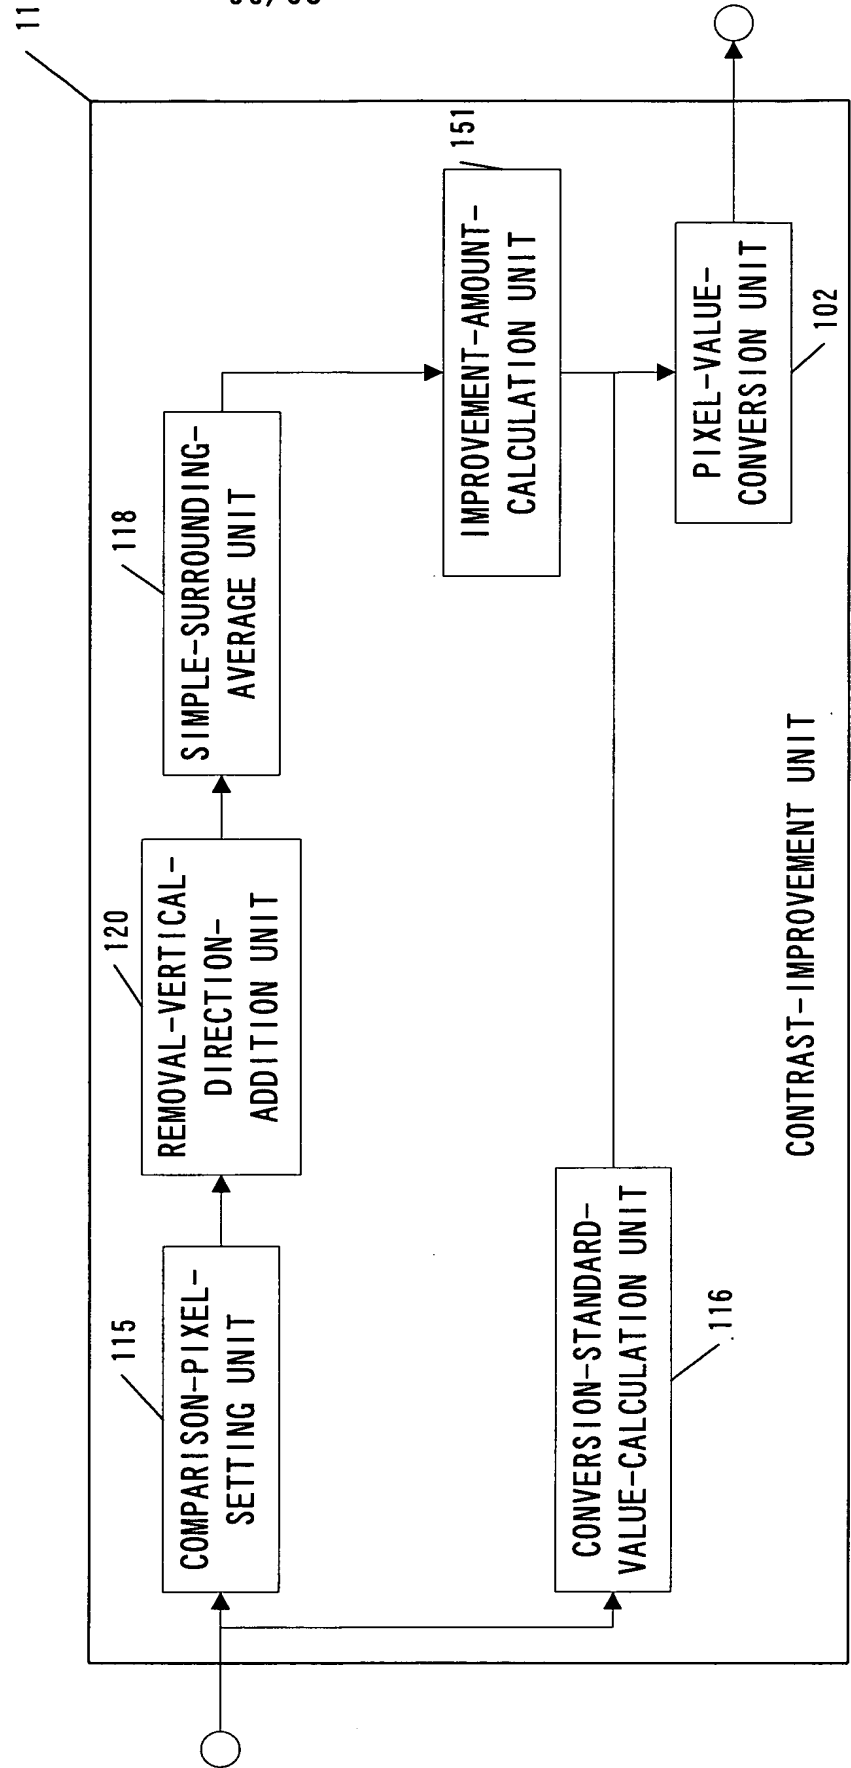 115
COMPARISON-PIXEL-
SETTING UNIT
120
REMOVAL-VERTICAL-
DIRECTION-
ADDITION UNIT
118
SIMPLE-SURROUNDING-
AVERAGE UNIT
151
IMPROVEMENT-AMOUNT-
CALCULATION UNIT
CONVERSION-STANDARD-
VALUE-CALCULATION UNIT
116
PIXEL-VALUE-
CONVERSION UNIT
102
CONTRAST-IMPROVEMENT UNIT
11